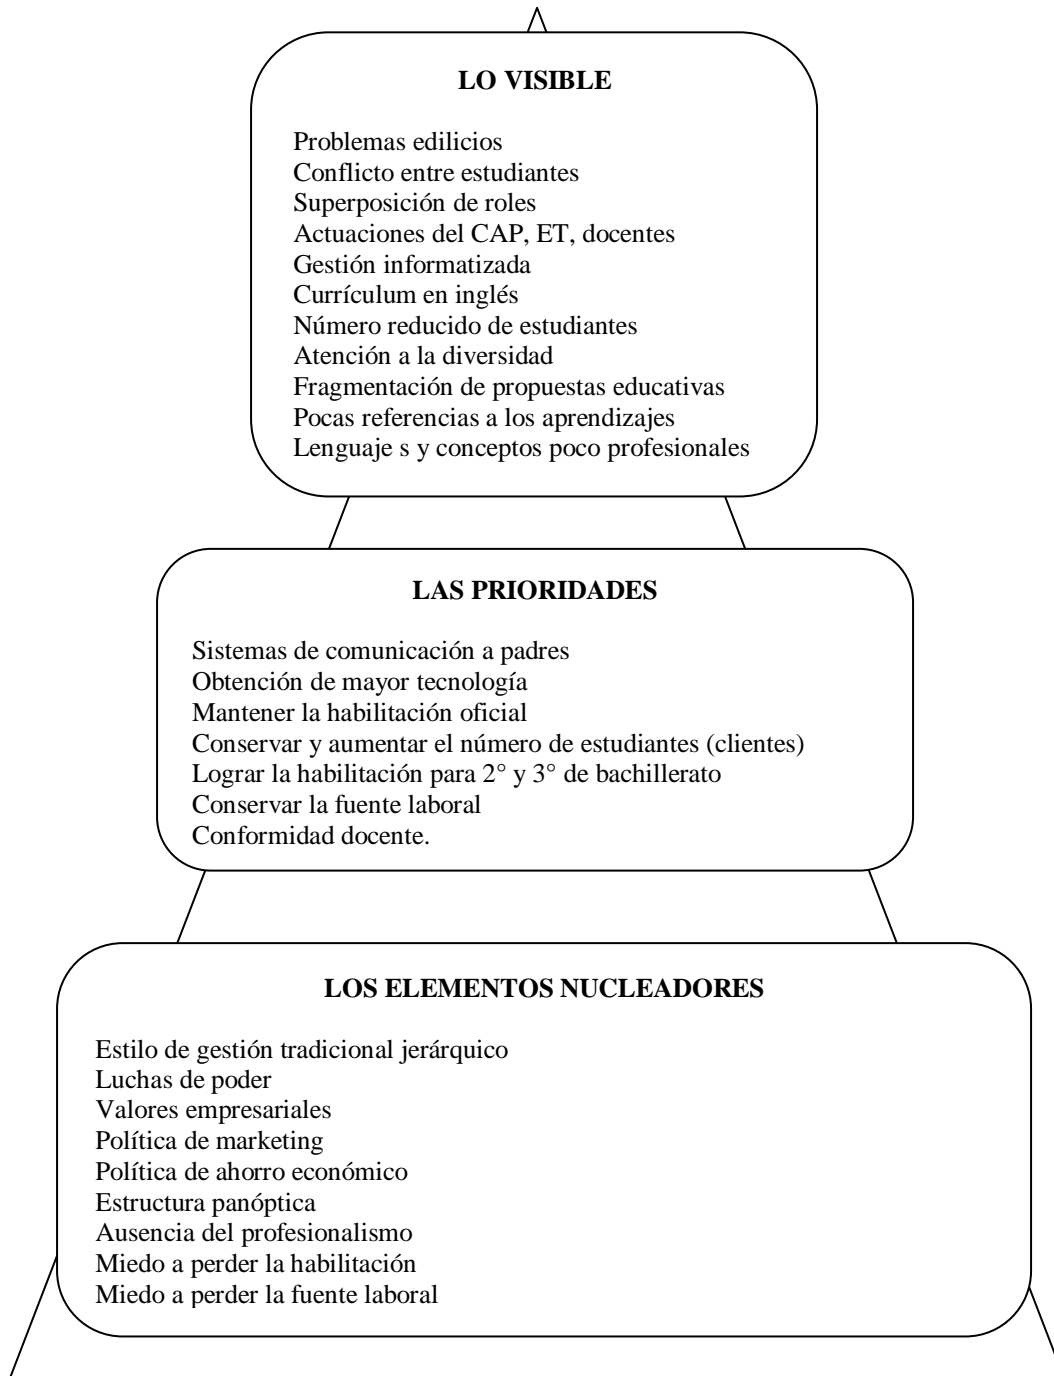 LO VISIBLE
Problemas edilicios
Conflicto entre estudiantes
Superposición de roles
Actuaciones del CAP, ET, docentes
Gestión informatizada
Currículum en inglés
Número reducido de estudiantes
Atención a la diversidad
Fragmentación de propuestas educativas
Pocas referencias a los aprendizajes
Lenguaje s y conceptos poco profesionales
LAS PRIORIDADES
Sistemas de comunicación a padres
Obtención de mayor tecnología
Mantener la habilitación oficial
Conservar y aumentar el número de estudiantes (clientes)
Lograr la habilitación para 2° y 3° de bachillerato
Conservar la fuente laboral
Conformidad docente.
LOS ELEMENTOS NUCLEADORES
Estilo de gestión tradicional jerárquico
Luchas de poder
Valores empresariales
Política de marketing
Política de ahorro económico
Estructura panóptica
Ausencia del profesionalismo
Miedo a perder la habilitación
Miedo a perder la fuente laboral